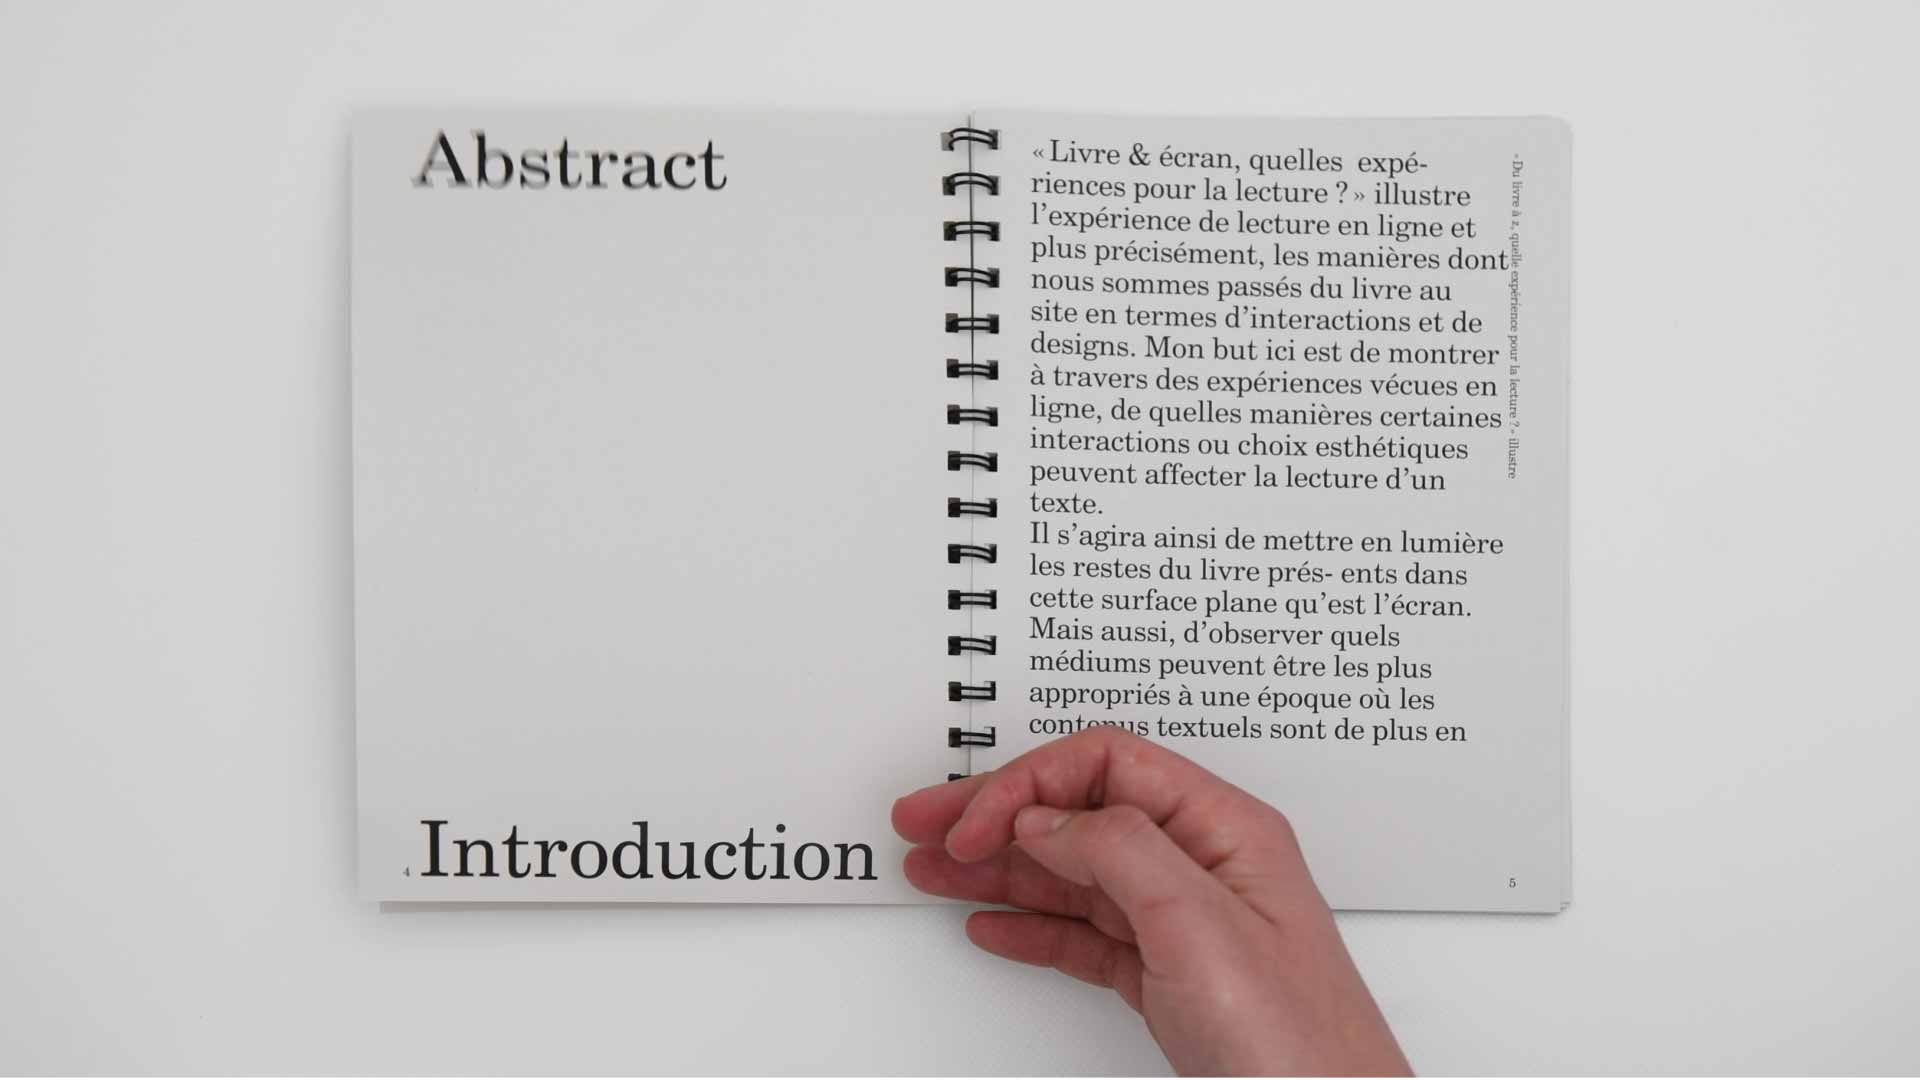 Abstract
4
Introduction
« Livre & écran, quelles expé-
riences pour la lecture ? » illustre
l’expérience de lecture en ligne et
plus précisément, les manières dont
nous sommes passés du livre au
site en termes d’interactions et de
designs. Mon but ici est de montrer
à travers des expériences vécues en
ligne, de quelles manières certaines
interactions ou choix esthétiques
peuvent affecter la lecture d’un
texte.
Il s’agira ainsi de mettre en lumière
les restes du livre prés- ents dans
cette surface plane qu’est l’écran.
Mais aussi, d’observer quels
médiums peuvent être les plus
appropriés à une époque où les
contenus textuels sont de plus en
« Du livre à z, quelle expérience pour la lecture ? » illustre
5